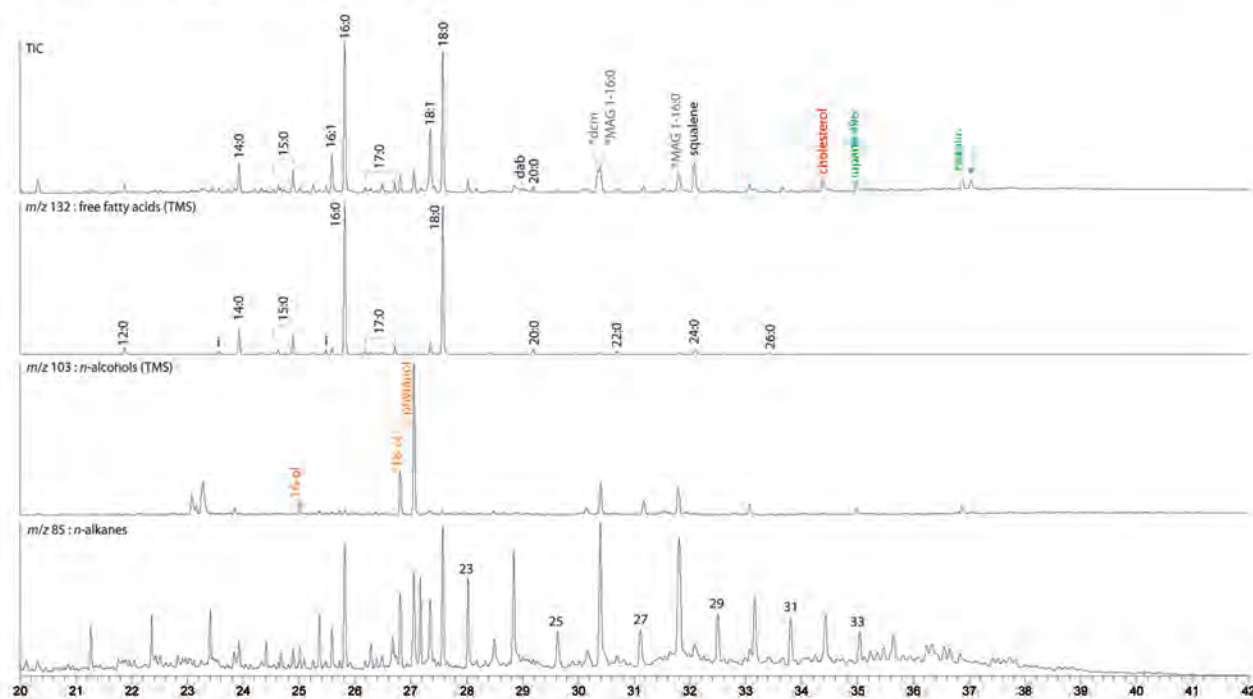 TIC
14:0
15:0
16:1
16:0
17:0
18:1
18:0
dab
20:0
*dcm
*MAG 1-16:0
*MAG 1-16:0
squalene
cholesterol
m/z 132 : free fatty acids (TMS)
12:0
i
14:0
15:0
i
16:0
17:0
18:0
20:0
22:0
24:0
26:0
m/z 103 : n-alcohols (TMS)
16-ol
phytanol
m/z 85 : n-alkanes
23
25
27
29
31
33
20 21 22 23 24 25 26 27 28 29 30 31 32 33 34 35 36 37 38 39 40 41